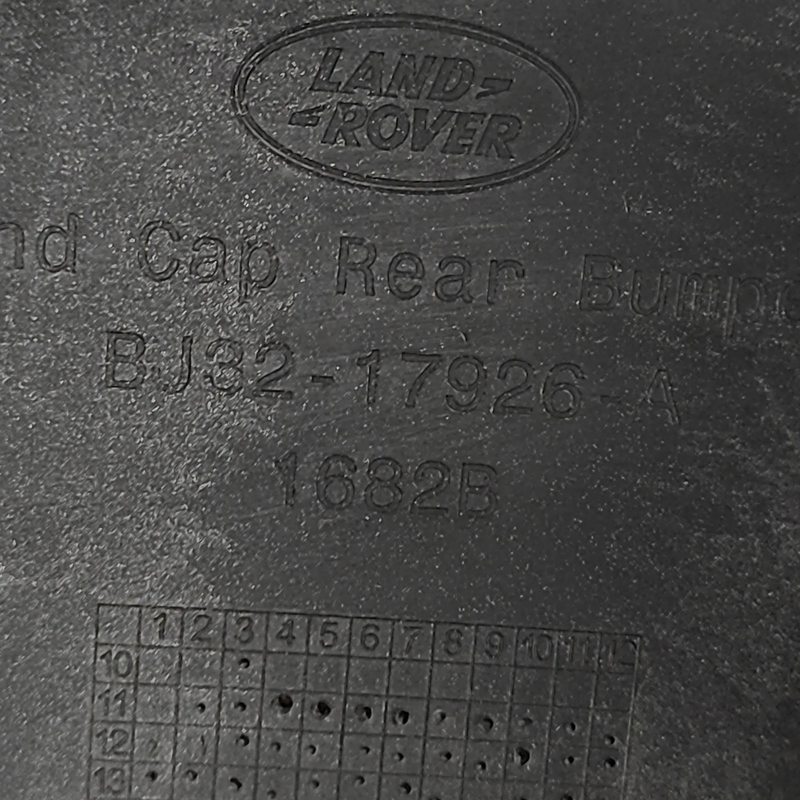 LAND-
-ROVER
nd Cap Rear Bumpe
BJ32-17926-A
1682B
1 2 3 4 5 6 7 8 9 10 11 12
10
11
12
13